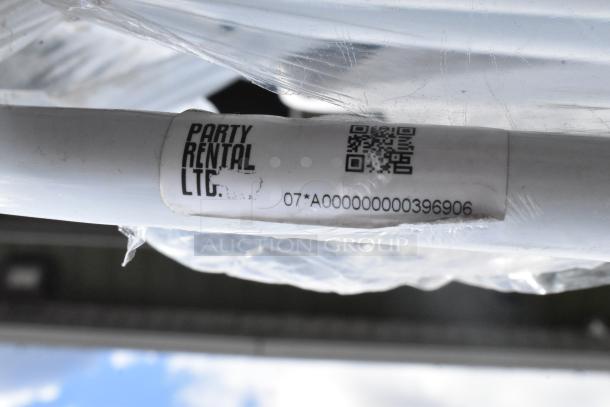 PARTY
RENTAL
LTD.
07*A000000000396906
AUCTION GROUP